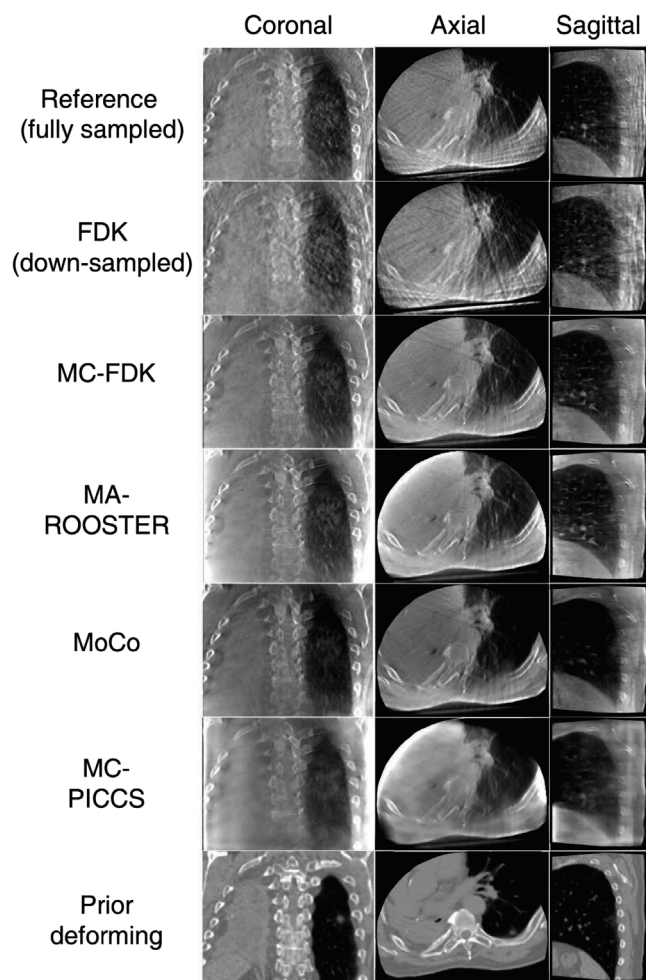 Coronal Axial Sagittal
Reference
(fully sampled)
FDK
(down-sampled)
MC-FDK
MA-
ROOSTER
MoCo
MC-
PICCS
Prior
deforming